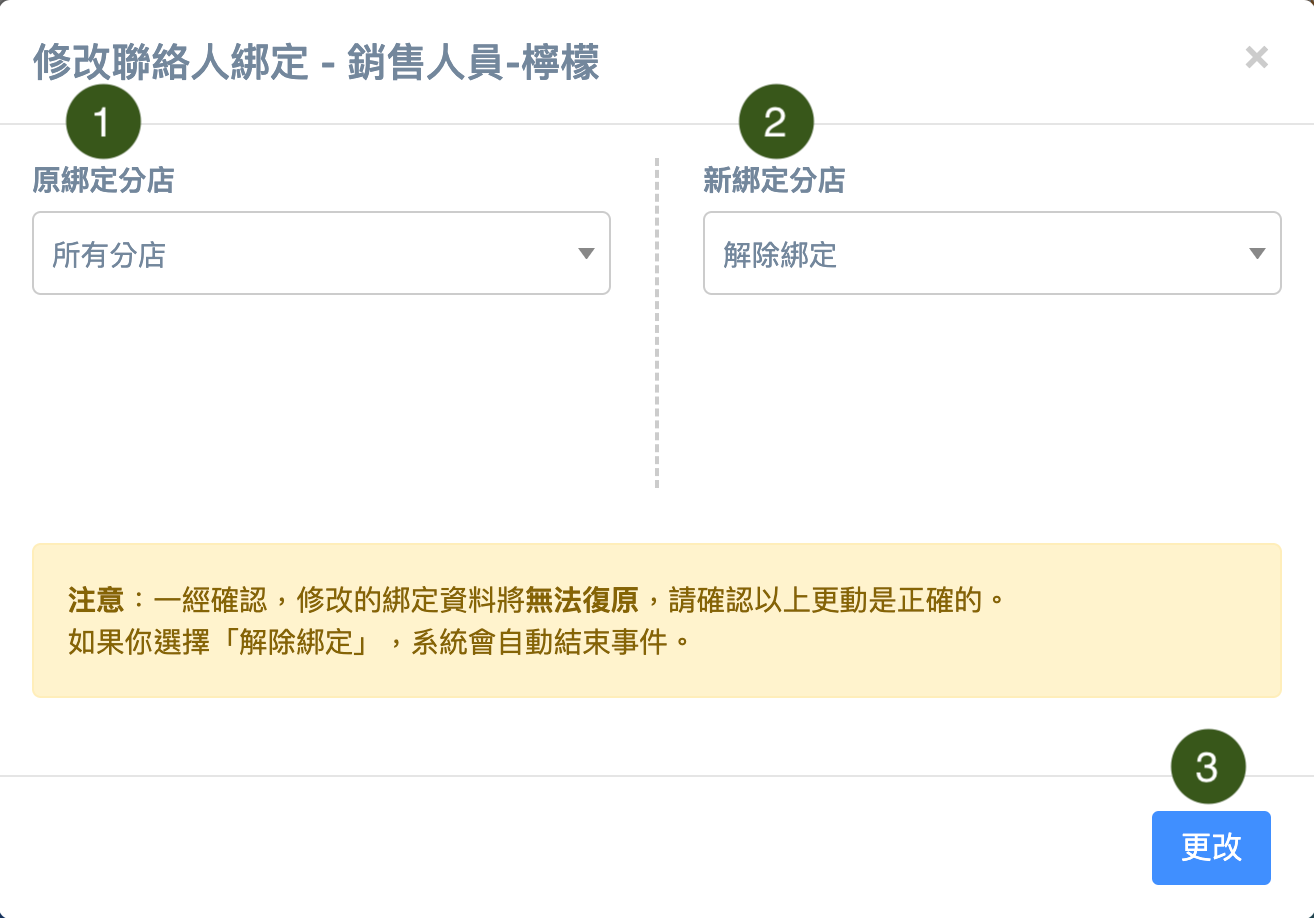 修改聯絡人綁定 - 銷售人員-檸檬
×
1
原綁定分店
所有分店
2
新綁定分店
解除綁定
注意：一經確認，修改的綁定資料將無法復原，請確認以上更動是正確的。
如果你選擇「解除綁定」，系統會自動結束事件。
3
更改